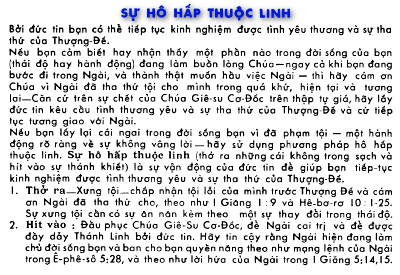 SỰ HÔ HẤP THUỘC LINH
Bởi đức tin bạn có thể tiếp tục kinh nghiệm được tình yêu thương và sự tha
thứ của Thượng-Đế.
Nếu bạn cảm biết hay nhận thấy một phần nào trong đời sống của bạn
(thái độ hay hành động) đang làm buồn lòng Chúa—ngay cả khi bạn đang
bước đi trong Ngài, và thành thật muốn hầu việc Ngài — thì hãy cám ơn
Chúa vì Ngài đã tha thứ tội cho mình trong quá khứ, hiện tại và tương
lai—Căn cứ trên sự chết của Chúa Giê-su Cơ-Đốc trên thập tự giá, hãy lấy
đức tin kêu cầu tình thương yêu và sự tha thứ của Thượng-Đế và cứ tiếp
tục tương giao với Ngài.
Nếu bạn lấy lại cái ngai trong đời sống bạn vì đã phạm tội — một hành
động rõ ràng về sự không vâng lời — hãy sử dụng phương pháp hô hấp
thuộc linh. Sự hô hấp thuộc linh (thở ra những cái không trong sạch và
hít vào sự thánh khiết) là sự vận động của đức tin để giúp bạn tiếp-tục
kinh nghiệm được tình thương yêu và sự tha thứ của Thượng-Đế.
1. Thở ra—Xưng tội—chấp nhận tội lỗi của mình trước Thượng Đế và cám
ơn Ngài đã tha thứ cho, theo như I Giăng 1:9 và Hê-bơ-rơ 10:1-25.
Sự xưng tội cần có sự ăn năn kèm theo một sự thay đổi trong thái độ.
2. Hít vào : Đầu phục Chúa Giê-Su Cơ-Đốc, để Ngài cai trị và để được
đầy dẫy Thánh Linh bởi đức tin. Hãy tin cậy rằng Ngài hiện đang làm
chủ đời sống bạn và ban cho bạn quyền năng theo như mạng lệnh của Ngài
trong Ê-phê-sô 5:28, và theo như lời hứa của Ngài trong I Giăng 5:14,15.